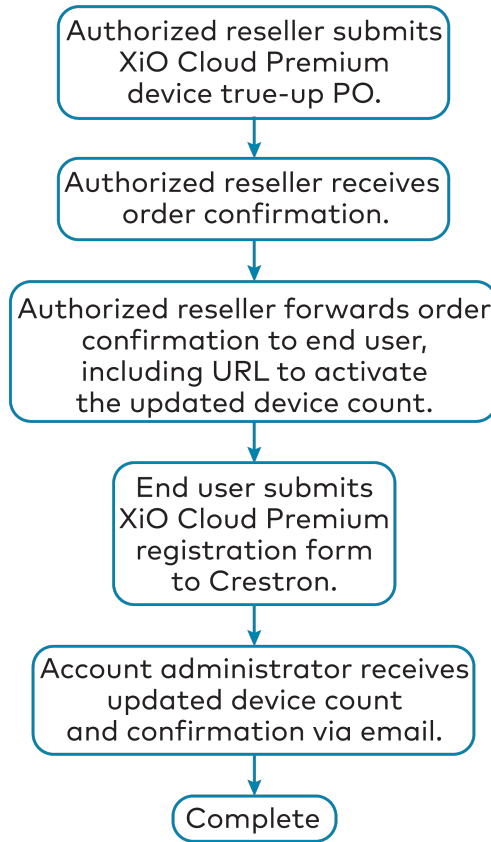 Authorized reseller submits
XiO Cloud Premium
device true-up PO.
Authorized reseller receives
order confirmation.
Authorized reseller forwards order
confirmation to end user,
including URL to activate
the updated device count.
End user submits
XiO Cloud Premium
registration form
to Crestron.
Account administrator receives
updated device count
and confirmation via email.
Complete